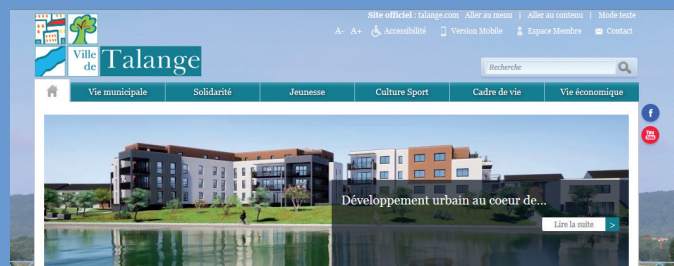 Site officiel : talange.com Aller au menu | Aller au contenu | Mode texte
A- A+ Accessibilité Version Mobile Espace Membre Contact
Ville de Talange
Recherche
Vie municipale Solidarité Jeunesse Culture Sport Cadre de vie Vie économique
You Tube
Développement urbain au coeur de...
Lire la suite >